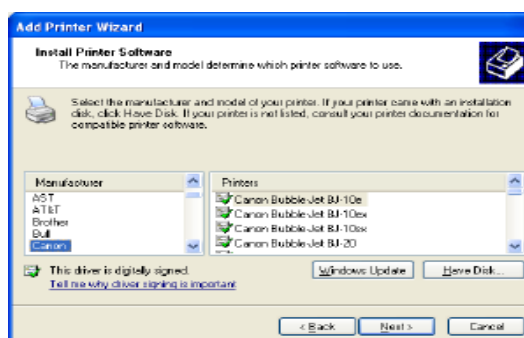 Add Printer Wizard
Install Printer Software
The manufacturer and model determine which printer software to use.
Select the manufacturer and model of your printer. If your printer came with an installation
disk, click Have Disk. If your printer is not listed, consult your printer documentation for
compatible printer software.
Manufacturer
AST
AT&T
Brother
Bull
Canon
Printers
Canon Bubble-Jet BJ-10e
Canon Bubble-Jet BJ-10ex
Canon Bubble-Jet BJ-10sx
Canon Bubble-Jet BJ-20
This driver is digitally signed.
Tell me why driver signing is important
Windows Update
Have Disk...
< Back
Next >
Cancel